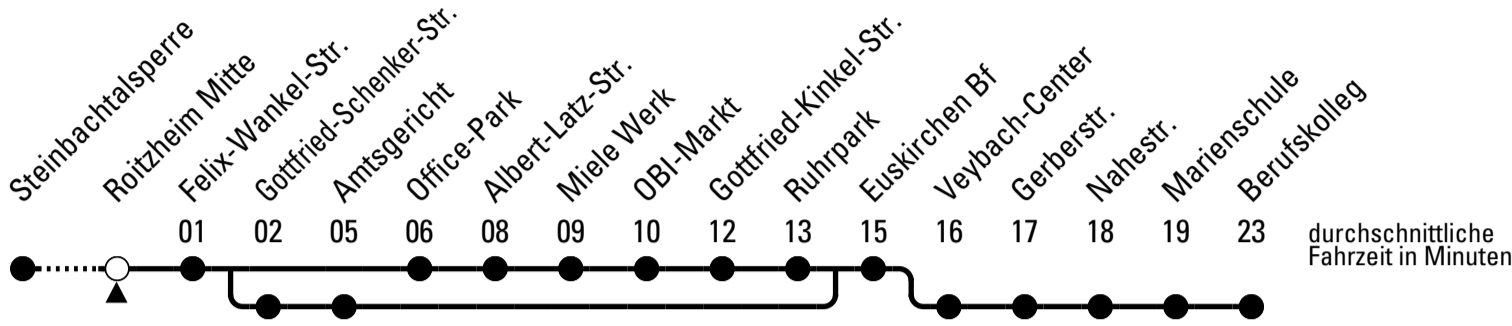 Steinbachtalsperre
Roitzheim Mitte
Felix-Wankel-Str.
Gottfried-Schenker-Str.
Amtsgericht
Office-Park
Albert-Latz-Str.
Miele Werk
OBI-Markt
Gottfried-Kinkel-Str.
Ruhrpark
Euskirchen Bf
Veybach-Center
Gerberstr.
Nahestr.
Marienschule
Berufskolleg
01 02 05 06 08 09 10 12 13 15 16 17 18 19 23
durchschnittliche
Fahrzeit in Minuten